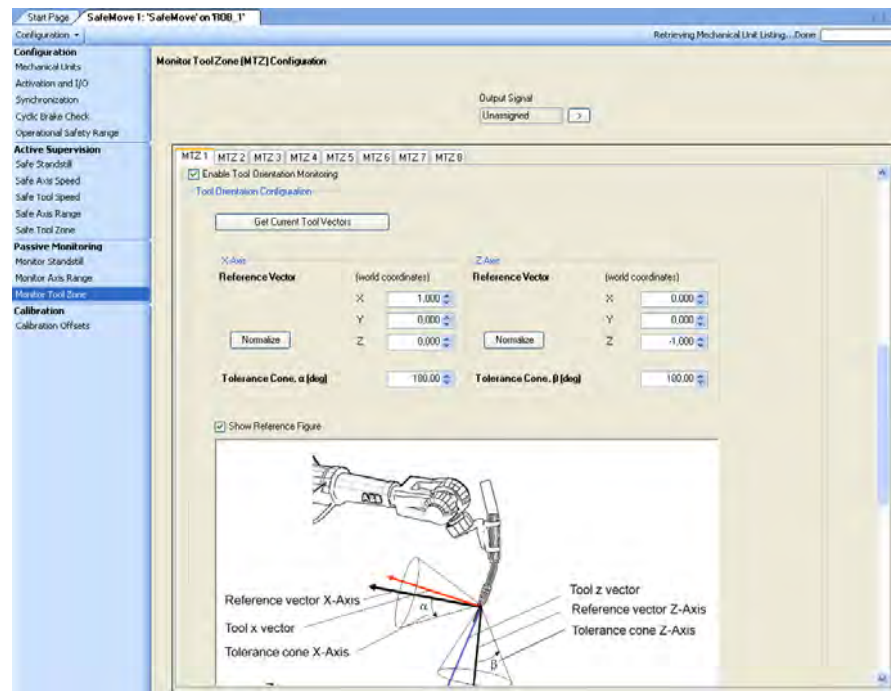 Start Page
SafeMove 1: 'SafeMove' on 'ROB_1'
Configuration
Retrieving Mechanical Unit Listing...Done
Configuration
Mechanical Units
Activation and I/O
Synchronization
Cyclic Brake Check
Operational Safety Range
Active Supervision
Safe Standstill
Safe Axis Speed
Safe Tool Speed
Safe Axis Range
Safe Tool Zone
Passive Monitoring
Monitor Standstill
Monitor Axis Range
Monitor Tool Zone
Calibration
Calibration Offsets
Monitor Tool Zone (MTZ) Configuration
Output Signal
Unassigned >
MTZ 1 MTZ 2 MTZ 3 MTZ 4 MTZ 5 MTZ 6 MTZ 7 MTZ 8
Enable Tool Orientation Monitoring
Tool Orientation Configuration
Get Current Tool Vectors
X-Axis Z-Axis
Reference Vector (world coordinates) Reference Vector (world coordinates)
X 1.000 X 0.000
Y 0.000 Y 0.000
Normalize Z 0.000 Normalize Z -1.000
Tolerance Cone, α (deg) 180.00 Tolerance Cone, β (deg) 180.00
Show Reference Figure
Reference vector X-Axis
α
Tool x vector
Tolerance cone X-Axis
Tool z vector
Reference vector Z-Axis
Tolerance cone Z-Axis
β